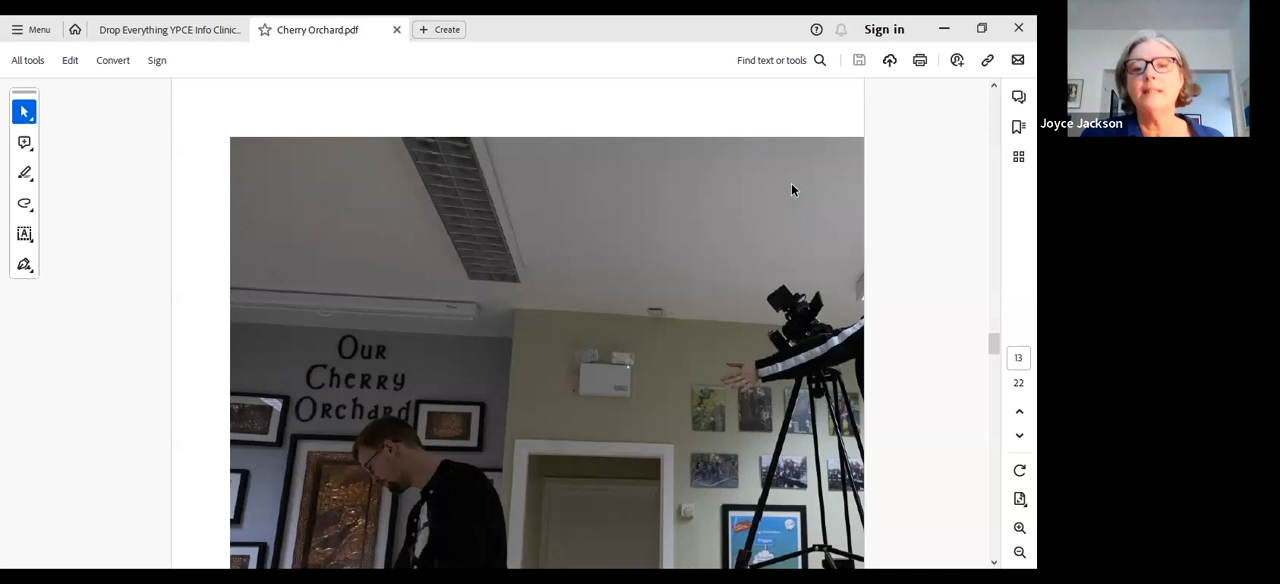 Menu
Drop Everything YPCE Info Clinic...
Cherry Orchard.pdf
Create
Sign in
All tools
Edit
Convert
Sign
Find text or tools
Joyce Jackson
OUR
CHERRY
ORCHARD
13
22